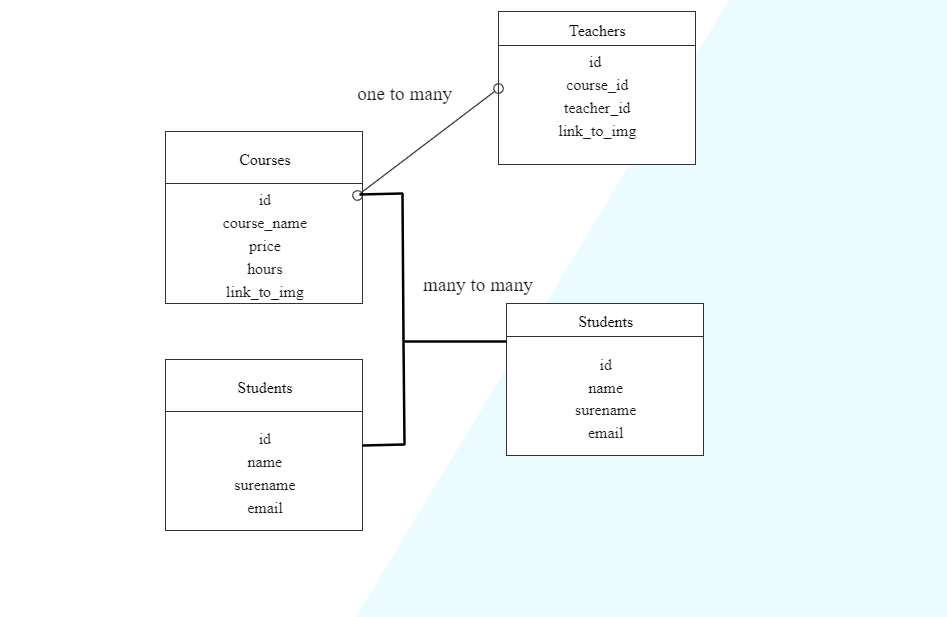 Teachers
id
course_id
teacher_id
link_to_img
one to many
Courses
id
course_name
price
hours
link_to_img
many to many
Students
id
name
surename
email
Students
id
name
surename
email